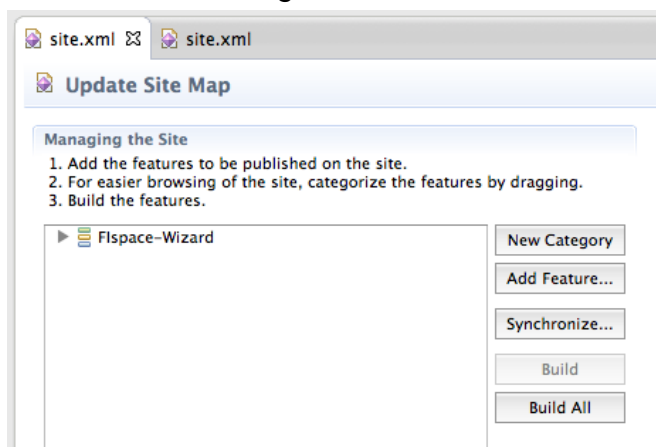 site.xml site.xml
Update Site Map
Managing the Site
1. Add the features to be published on the site.
2. For easier browsing of the site, categorize the features by dragging.
3. Build the features.
FIspace-Wizard
New Category
Add Feature...
Synchronize...
Build
Build All